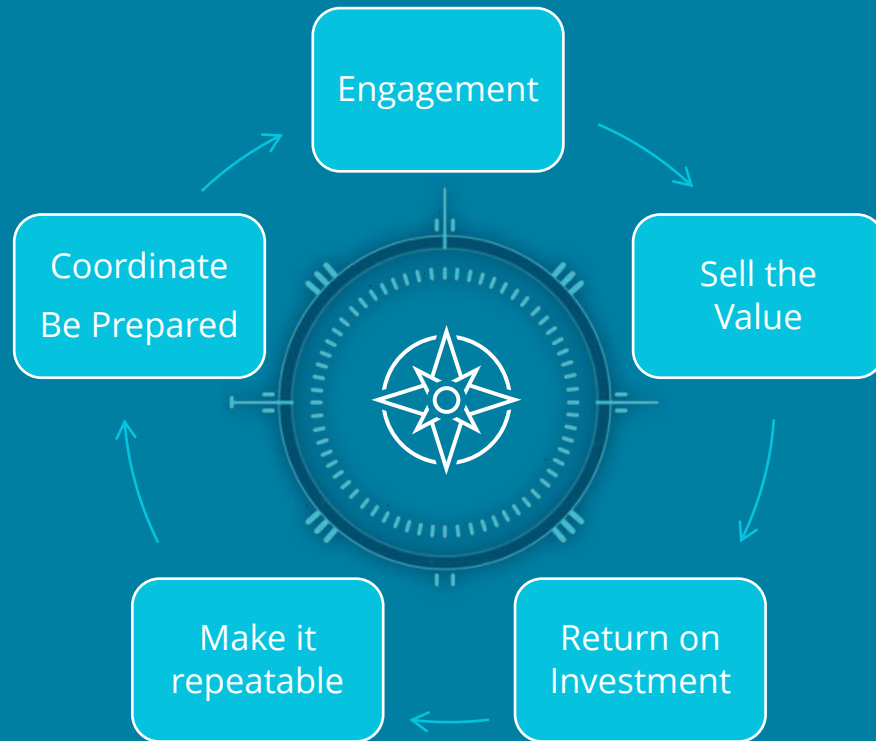 Engagement
Sell the
Value
Return on
Investment
Make it
repeatable
Coordinate
Be Prepared